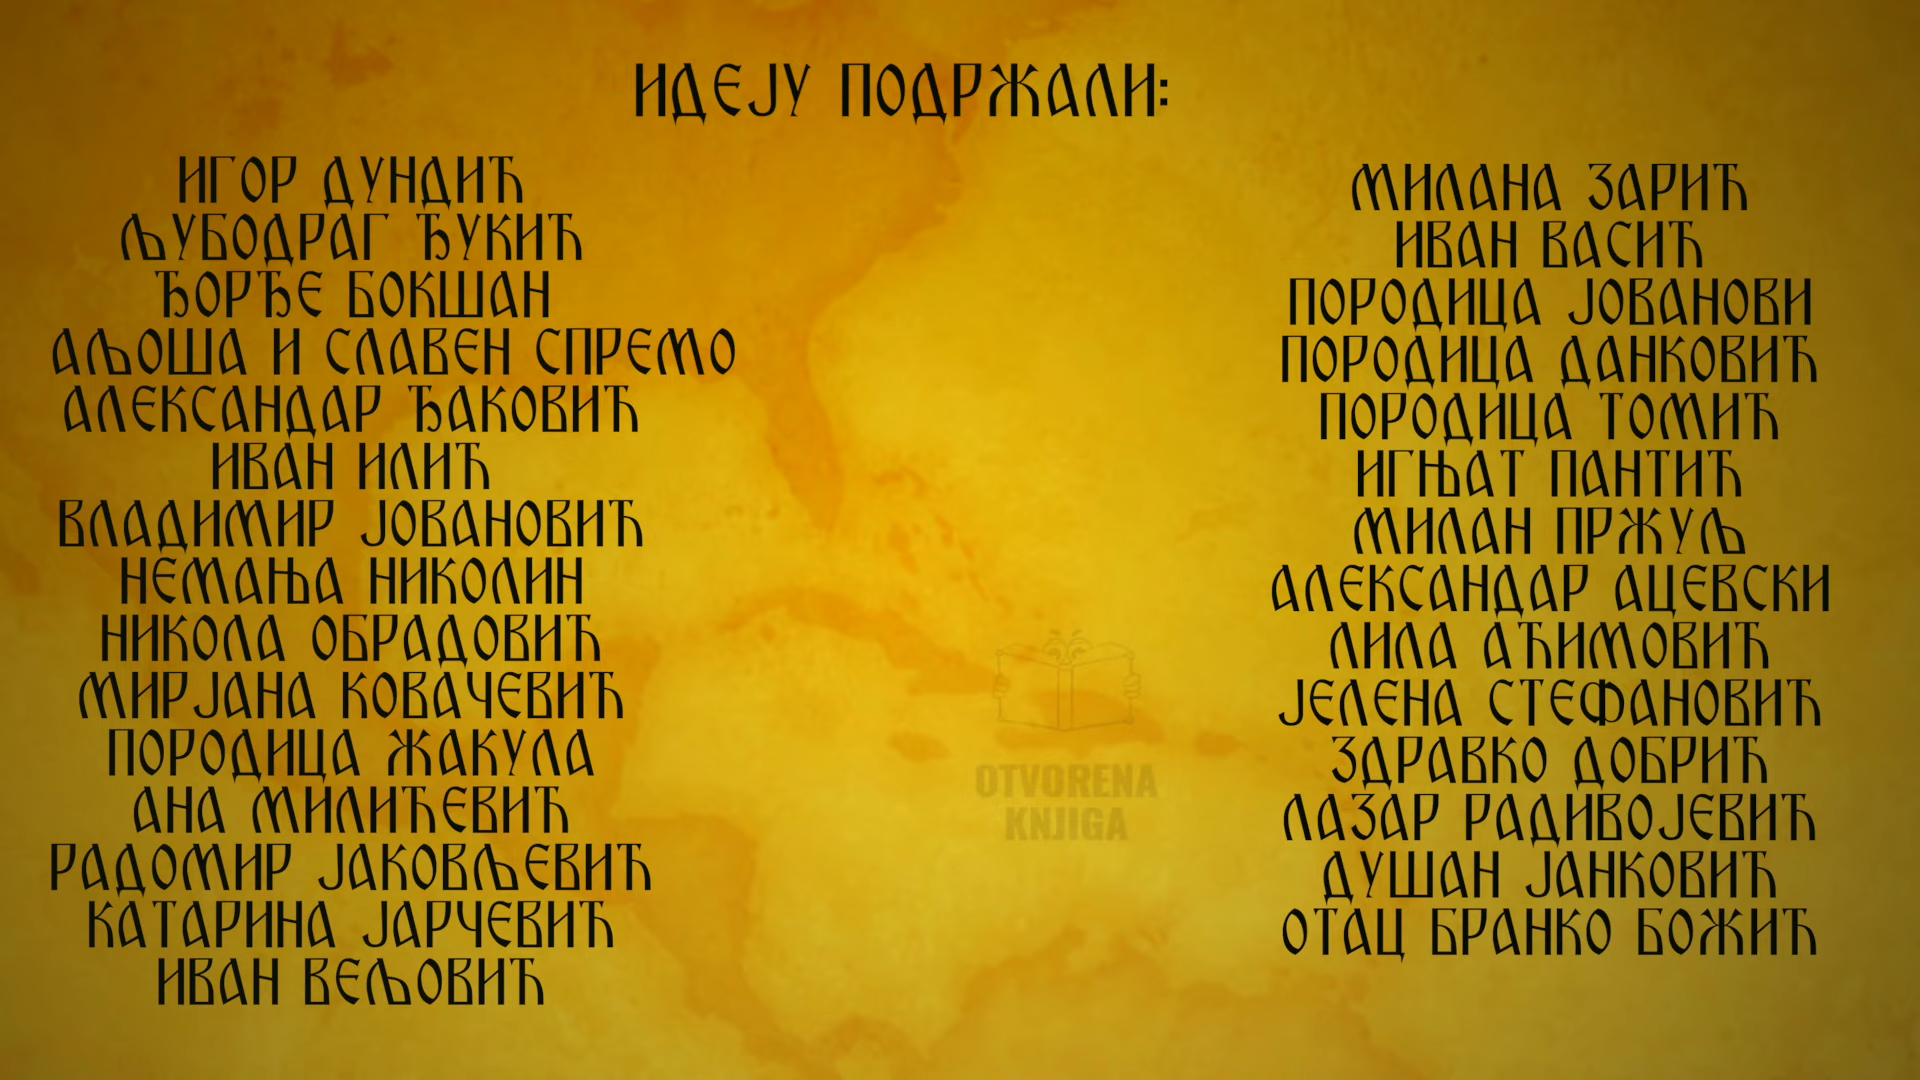 ИДЕЈУ ПОДРЖАЛИ:
ИГОР ДУНДИЋ
ЉУБОДРАГ ЂУКИЋ
ЂОРЂЕ БОКШАН
АЉОША И СЛАВЕН СПРЕМО
АЛЕКСАНДАР ЂАКОВИЋ
ИВАН ИЛИЋ
ВЛАДИМИР ЈОВАНОВИЋ
НЕМАЊА НИКОЛИН
НИКОЛА ОБРАДОВИЋ
МИРЈАНА КОВАЧЕВИЋ
ПОРОДИЦА ЖАКУЛА
АНА МИЛИЋЕВИЋ
РАДОМИР ЈАКОВЉЕВИЋ
КАТАРИНА ЈАРЧЕВИЋ
ИВАН ВЕЉОВИЋ
МИЛАНА ЗАРИЋ
ИВАН ВАСИЋ
ПОРОДИЦА ЈОВАНОВИ
ПОРОДИЦА ДАНКОВИЋ
ПОРОДИЦА ТОМИЋ
ИГЊАТ ПАНТИЋ
МИЛАН ПРЖУЉ
АЛЕКСАНДАР АЦЕВСКИ
ЛИЛА АЋИМОВИЋ
ЈЕЛЕНА СТЕФАНОВИЋ
ЗДРАВКО ДОБРИЋ
ЛАЗАР РАДИВОЈЕВИЋ
ДУШАН ЈАНКОВИЋ
ОТАЦ БРАНКО БОЖИЋ
OTVORENA
KNJIGA